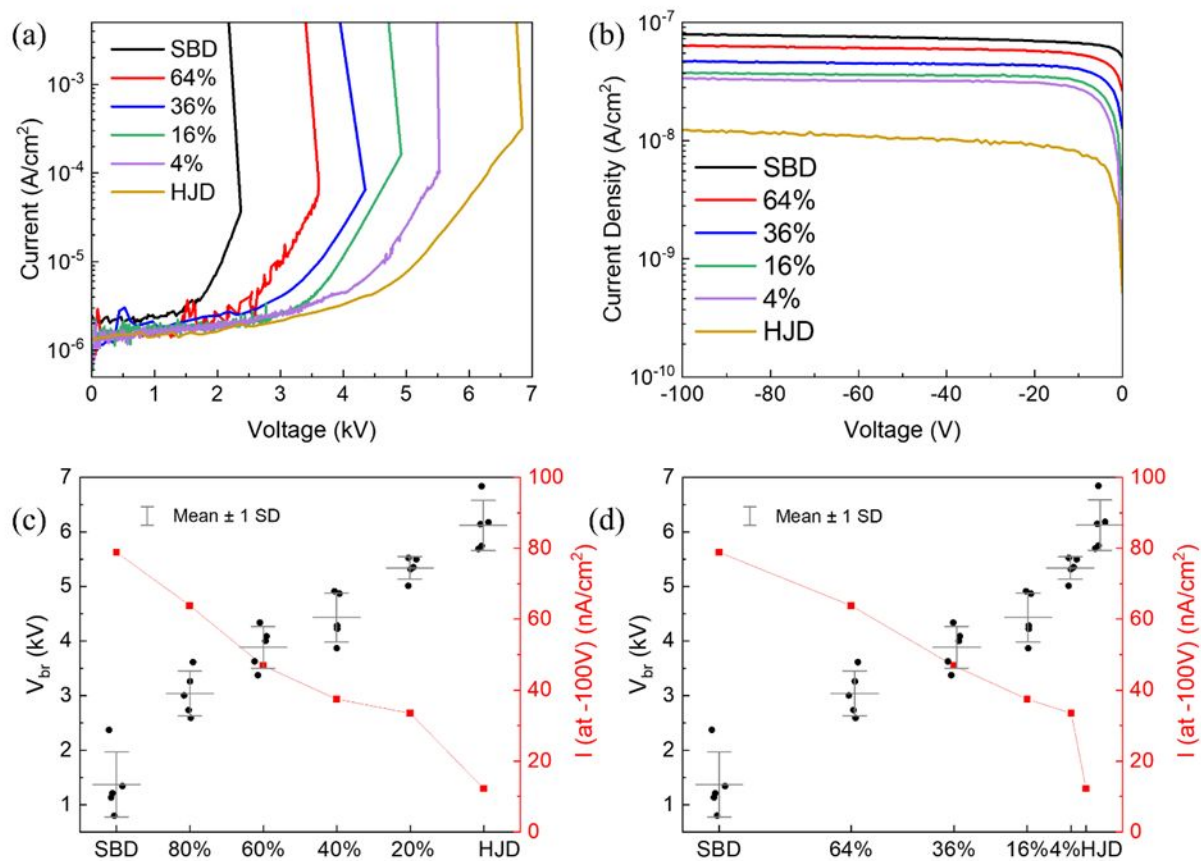 (a)
SBD
64%
36%
16%
4%
HJD
10⁻³
10⁻⁴
10⁻⁵
10⁻⁶
Current (A/cm²)
0 1 2 3 4 5 6 7
Voltage (kV)
(b)
10⁻⁷
10⁻⁸
10⁻⁹
10⁻¹⁰
Current Density (A/cm²)
SBD
64%
36%
16%
4%
HJD
-100 -80 -60 -40 -20 0
Voltage (V)
(c)
Mean ± 1 SD
7
6
5
4
3
2
1
V_br (kV)
100
80
60
40
20
0
I (at -100V) (nA/cm²)
SBD 80% 60% 40% 20% HJD
(d)
Mean ± 1 SD
7
6
5
4
3
2
1
V_br (kV)
100
80
60
40
20
0
I (at -100V) (nA/cm²)
SBD 64% 36% 16% 4% HJD